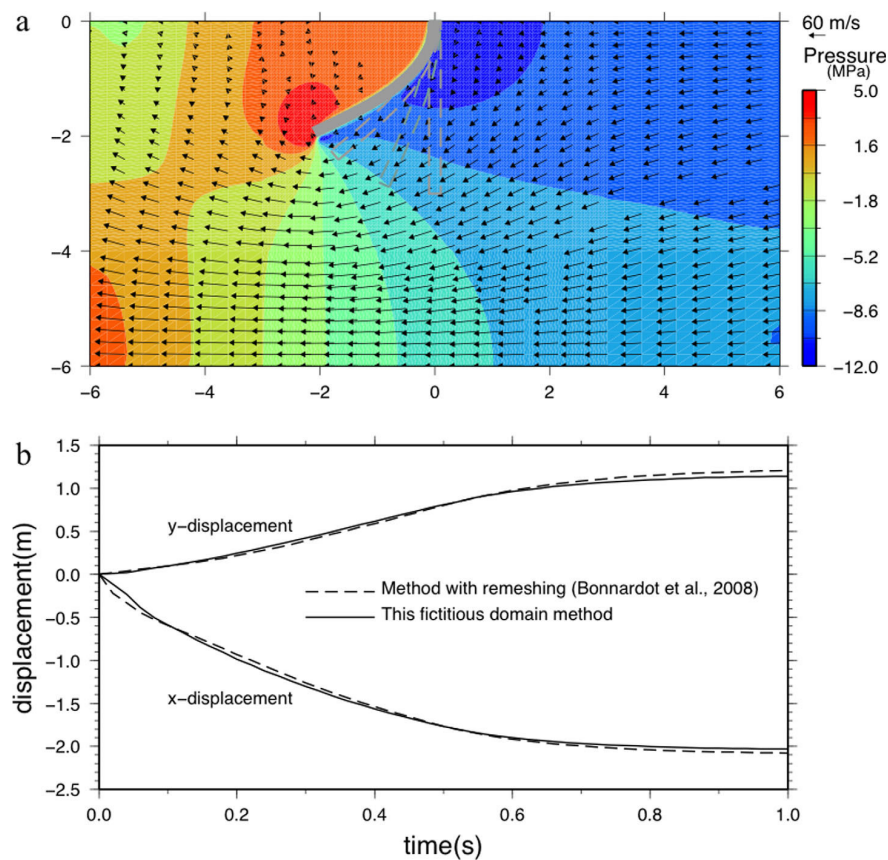 a
60 m/s
Pressure
(MPa)
0
−2
−4
−6
5.0
1.6
−1.8
−5.2
−8.6
−12.0
−6 −4 −2 0 2 4 6
b
1.5
1.0
0.5
0.0
−0.5
−1.0
−1.5
−2.0
−2.5
displacement(m)
y−displacement
Method with remeshing (Bonnardot et al., 2008)
This fictitious domain method
x−displacement
0.0 0.2 0.4 0.6 0.8 1.0
time(s)